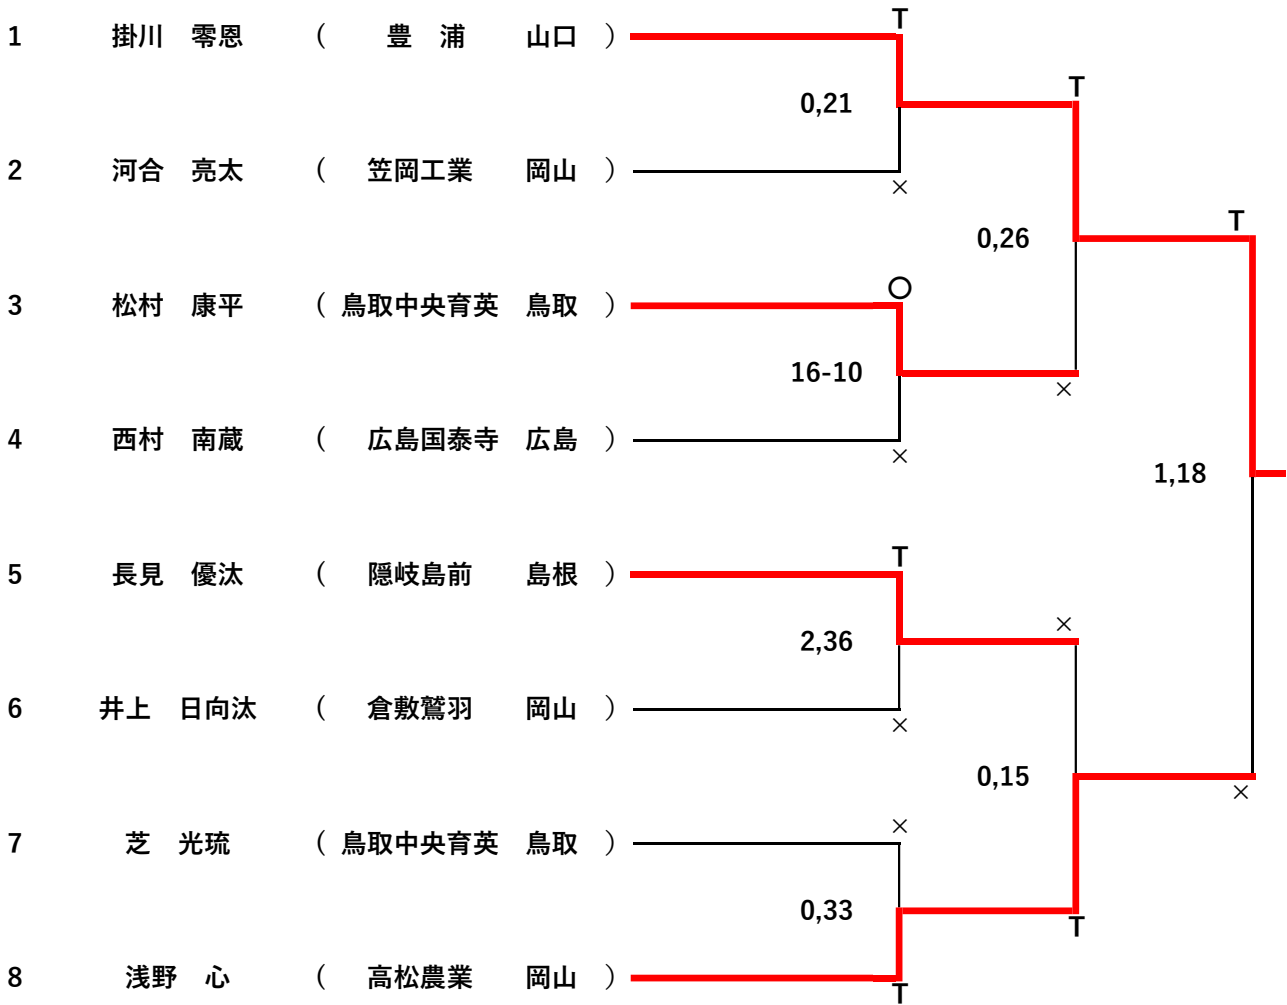 T
1 掛川 零恩 ( 豊 浦 山口 )
T
0,21
2 河合 亮太 ( 笠岡工業 岡山 )
×
T
0,26
○
3 松村 康平 ( 鳥取中央育英 鳥取 )
16-10
×
4 西村 南蔵 ( 広島国泰寺 広島 )
×
1,18
T
5 長見 優汰 ( 隠岐島前 島根 )
×
2,36
6 井上 日向汰 ( 倉敷鷲羽 岡山 )
×
0,15
×
×
7 芝 光琉 ( 鳥取中央育英 鳥取 )
0,33
T
8 浅野 心 ( 高松農業 岡山 )
T